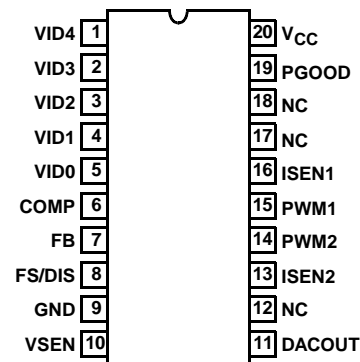 VID4 1 20 VCC
VID3 2 19 PGOOD
VID2 3 18 NC
VID1 4 17 NC
VID0 5 16 ISEN1
COMP 6 15 PWM1
FB 7 14 PWM2
FS/DIS 8 13 ISEN2
GND 9 12 NC
VSEN 10 11 DACOUT